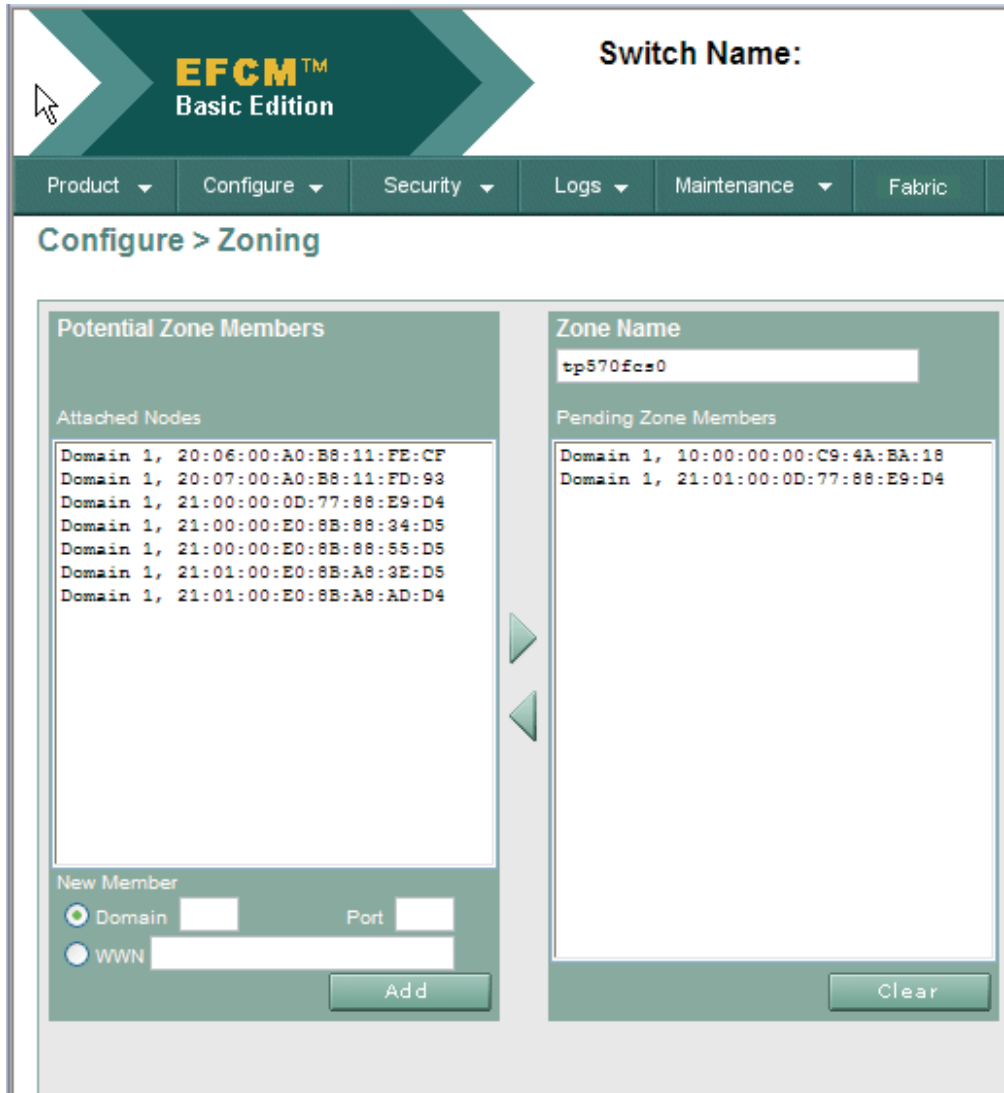 EFCM™
Basic Edition
Switch Name:
Product Configure Security Logs Maintenance Fabric
Configure > Zoning
Potential Zone Members
Attached Nodes
Domain 1, 20:06:00:A0:B8:11:FE:CF
Domain 1, 20:07:00:A0:B8:11:FD:93
Domain 1, 21:00:00:0D:77:88:E9:D4
Domain 1, 21:00:00:E0:8B:88:34:D5
Domain 1, 21:00:00:E0:8B:88:55:D5
Domain 1, 21:01:00:E0:8B:A8:3E:D5
Domain 1, 21:01:00:E0:8B:A8:AD:D4
New Member
Domain Port
WWN
Add
Zone Name
tp570fcs0
Pending Zone Members
Domain 1, 10:00:00:00:C9:4A:BA:18
Domain 1, 21:01:00:0D:77:88:E9:D4
Clear